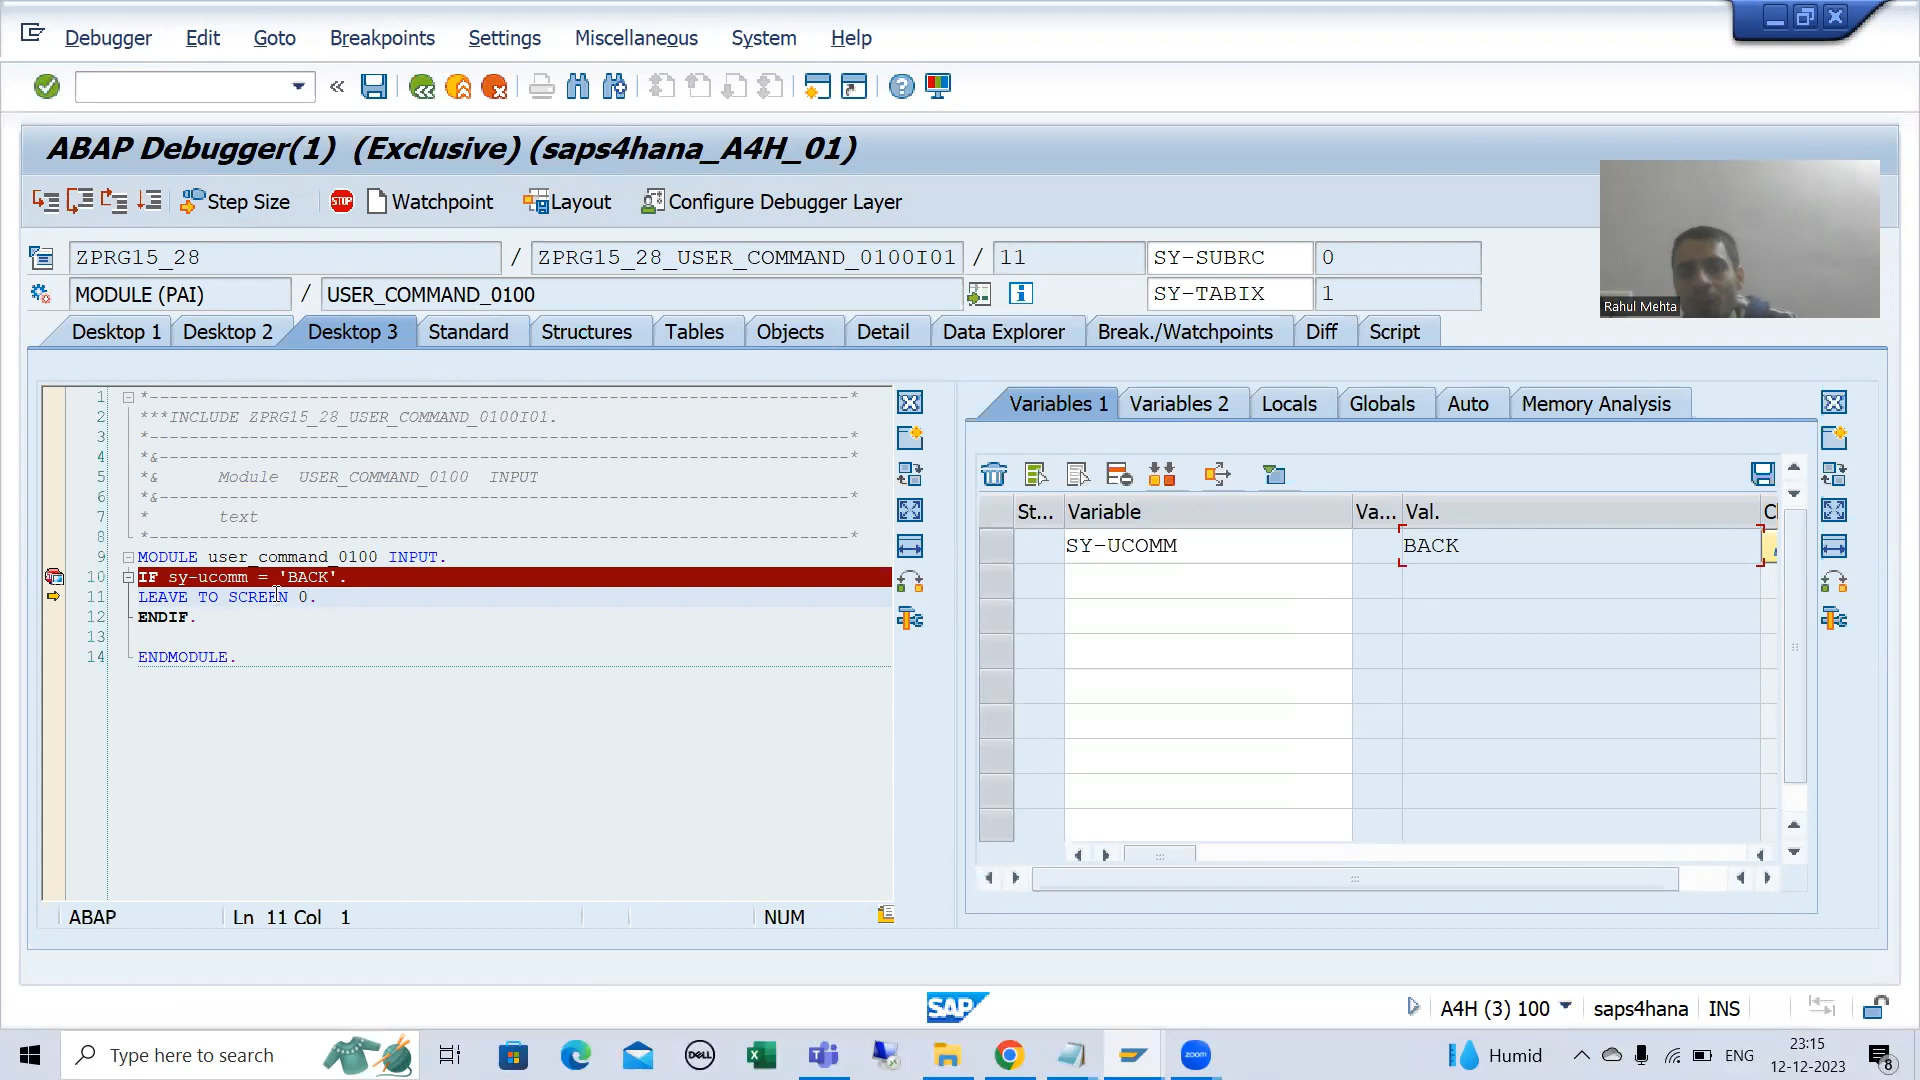 Debugger Edit Goto Breakpoints Settings Miscellaneous System Help
ABAP Debugger(1) (Exclusive) (saps4hana_A4H_01)
Step Size STOP Watchpoint Layout Configure Debugger Layer
ZPRG15_28 / ZPRG15_28_USER_COMMAND_0100I01 / 11 SY-SUBRC 0
MODULE (PAI) / USER_COMMAND_0100 SY-TABIX 1
Rahul Mehta
Desktop 1 Desktop 2 Desktop 3 Standard Structures Tables Objects Detail Data Explorer Break./Watchpoints Diff Script
Variables 1 Variables 2 Locals Globals Auto Memory Analysis
St... Variable Va... Val. Cl
SY-UCOMM BACK
1 *----------------------------------------------------------------------*
2 ***INCLUDE ZPRG15_28_USER_COMMAND_0100I01.
3 *----------------------------------------------------------------------*
4 *&---------------------------------------------------------------------*
5 *& Module USER_COMMAND_0100 INPUT
6 *&---------------------------------------------------------------------*
7 * text
8 *----------------------------------------------------------------------*
9 MODULE user_command_0100 INPUT.
10 IF sy-ucomm = 'BACK'.
11 LEAVE TO SCREEN 0.
12 ENDIF.
13
14 ENDMODULE.
ABAP Ln 11 Col 1 NUM
SAP A4H (3) 100 saps4hana INS
Type here to search DELL zoom Humid ENG 23:15
12-12-2023 8